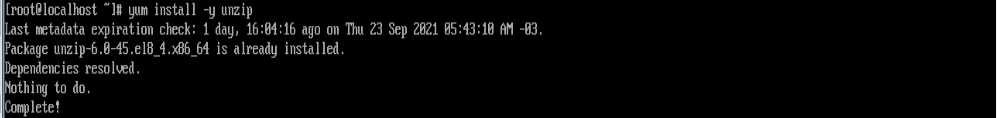 [root@localhost ~]# yum install -y unzip
Last metadata expiration check: 1 day, 16:04:16 ago on Thu 23 Sep 2021 05:43:10 AM -03.
Package unzip-6.0-45.el8_4.x86_64 is already installed.
Dependencies resolved.
Nothing to do.
Complete!